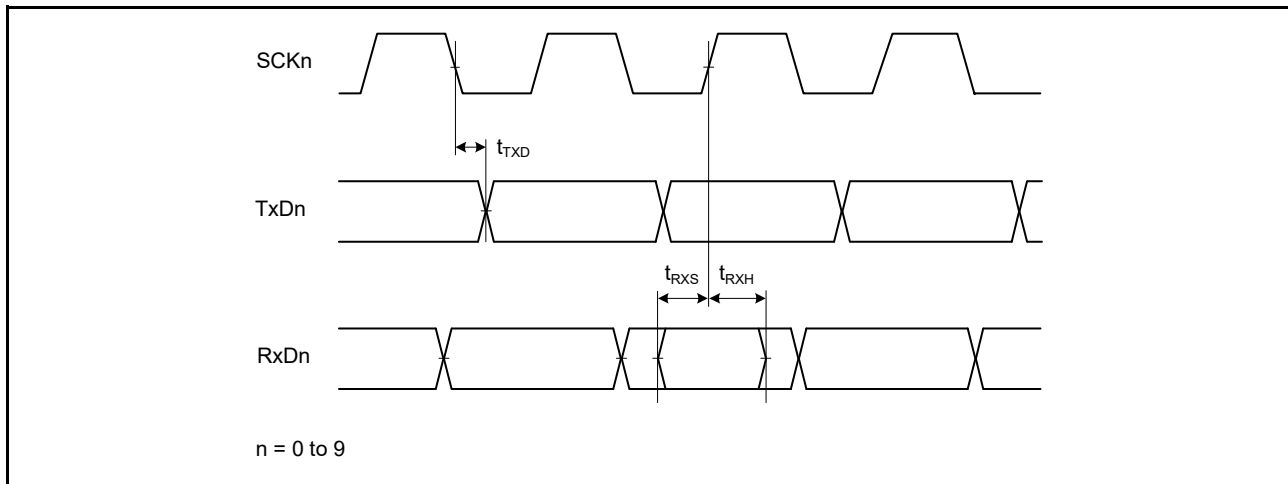 SCKn
tTXD
TxDn
tRXS tRXH
RxDn
n = 0 to 9